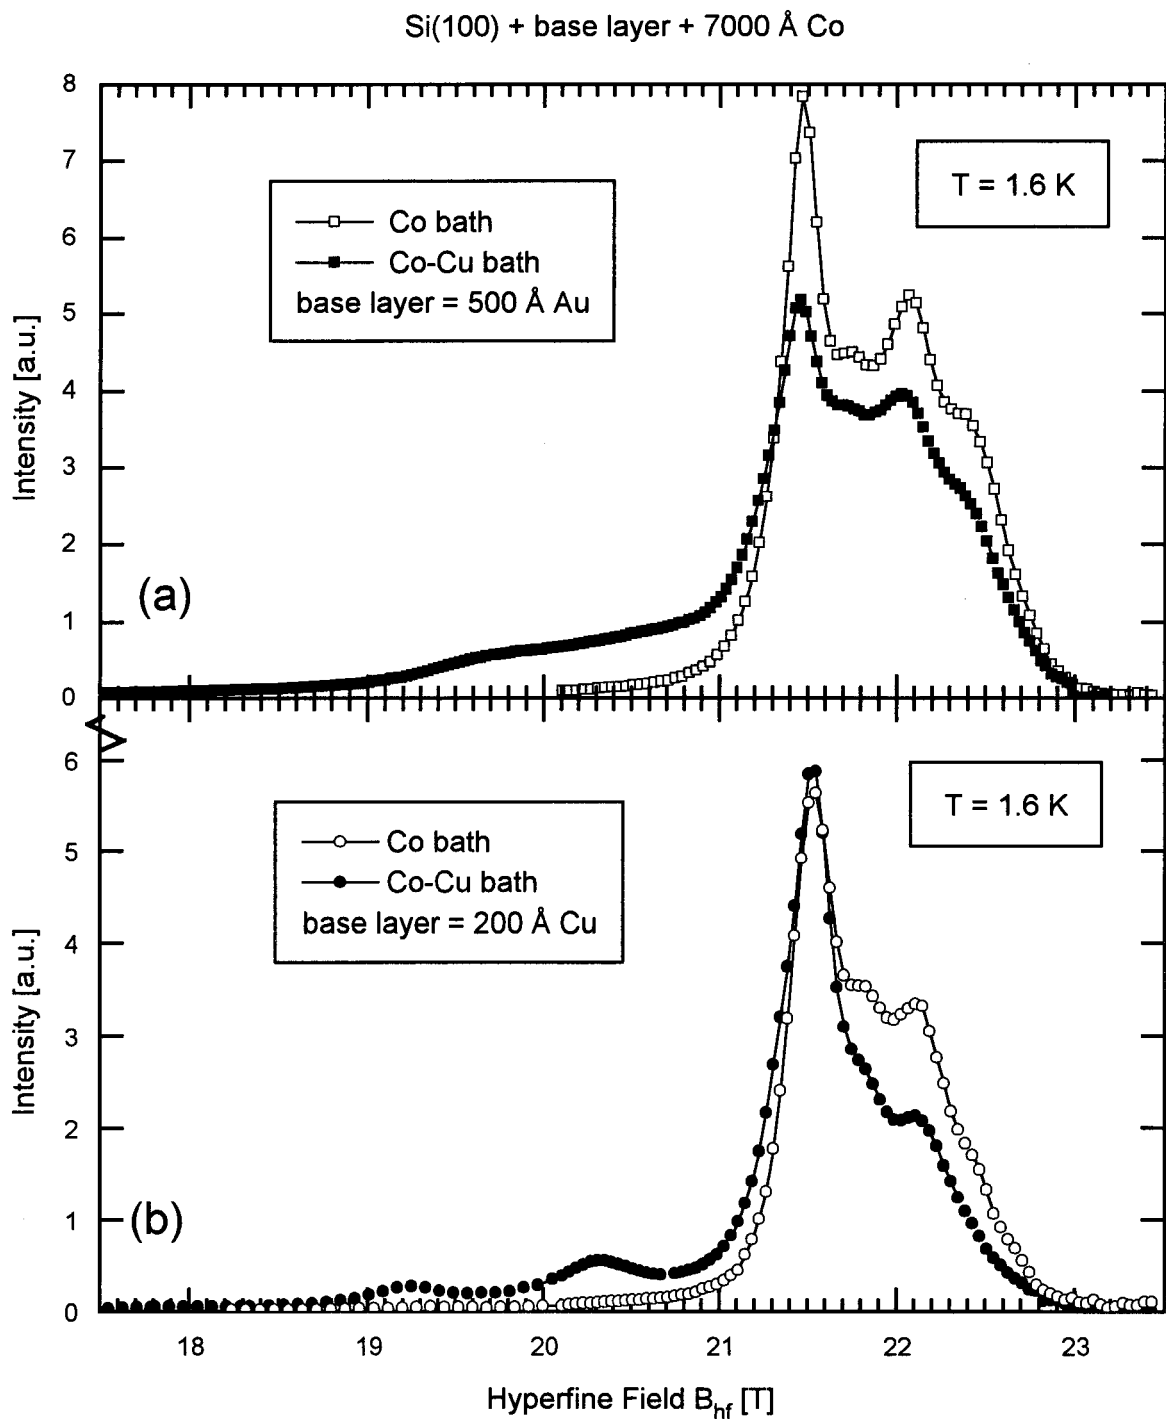 Si(100) + base layer + 7000 Å Co
8
7
6
5
4
3
2
1
0
Intensity [a.u.]
Co bath
Co-Cu bath
base layer = 500 Å Au
T = 1.6 K
(a)
6
5
4
3
2
1
0
Intensity [a.u.]
Co bath
Co-Cu bath
base layer = 200 Å Cu
T = 1.6 K
(b)
18 19 20 21 22 23
Hyperfine Field Bhf [T]